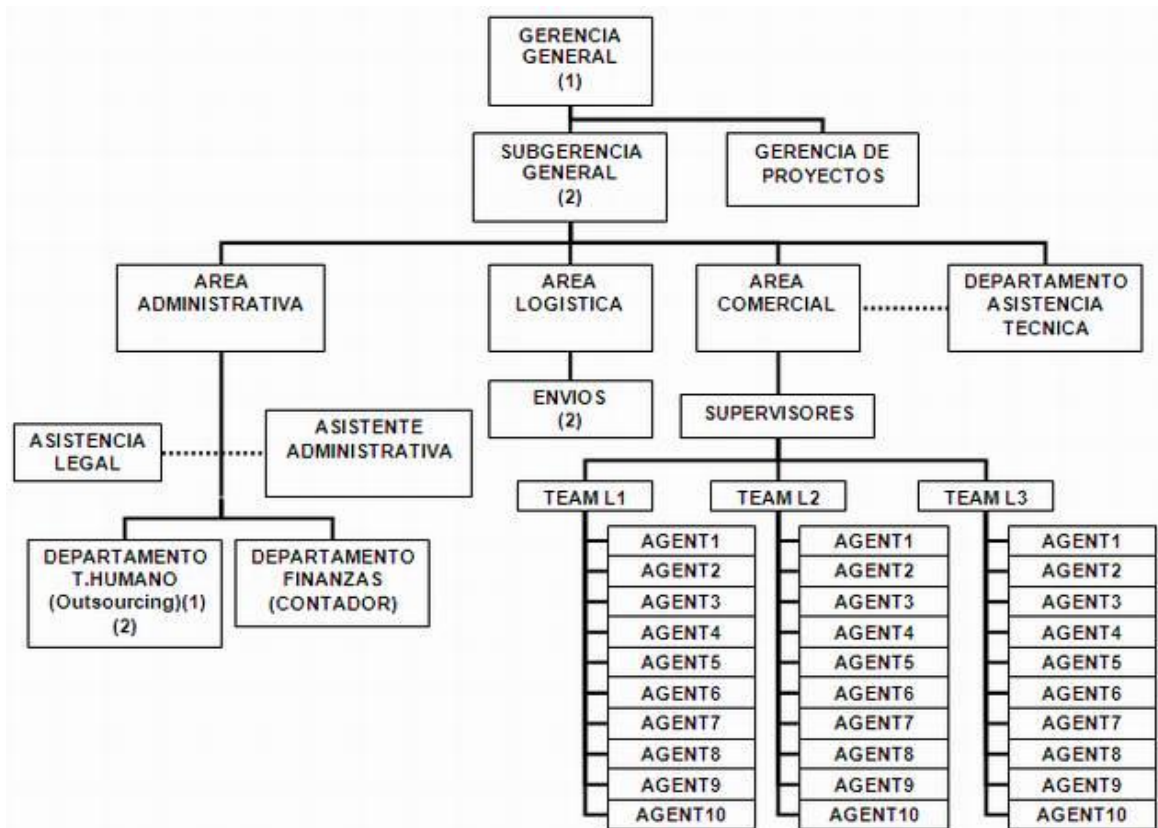 GERENCIA
GENERAL
(1)
SUBGERENCIA
GENERAL
(2)
GERENCIA DE
PROYECTOS
AREA
ADMINISTRATIVA
AREA
LOGISTICA
AREA
COMERCIAL
DEPARTAMENTO
ASISTENCIA
TECNICA
ENVIOS
(2)
SUPERVISORES
ASISTENCIA
LEGAL
ASISTENTE
ADMINISTRATIVA
DEPARTAMENTO
T.HUMANO
(Outsourcing)(1)
(2)
DEPARTAMENTO
FINANZAS
(CONTADOR)
TEAM L1
AGENT1
AGENT2
AGENT3
AGENT4
AGENT5
AGENT6
AGENT7
AGENT8
AGENT9
AGENT10
TEAM L2
AGENT1
AGENT2
AGENT3
AGENT4
AGENT5
AGENT6
AGENT7
AGENT8
AGENT9
AGENT10
TEAM L3
AGENT1
AGENT2
AGENT3
AGENT4
AGENT5
AGENT6
AGENT7
AGENT8
AGENT9
AGENT10